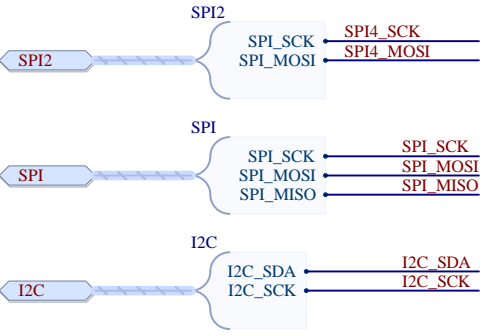 SPI2
SPI2
SPI_SCK SPI4_SCK
SPI_MOSI SPI4_MOSI
SPI
SPI
SPI_SCK SPI_SCK
SPI_MOSI SPI_MOSI
SPI_MISO SPI_MISO
I2C
I2C
I2C_SDA I2C_SDA
I2C_SCK I2C_SCK